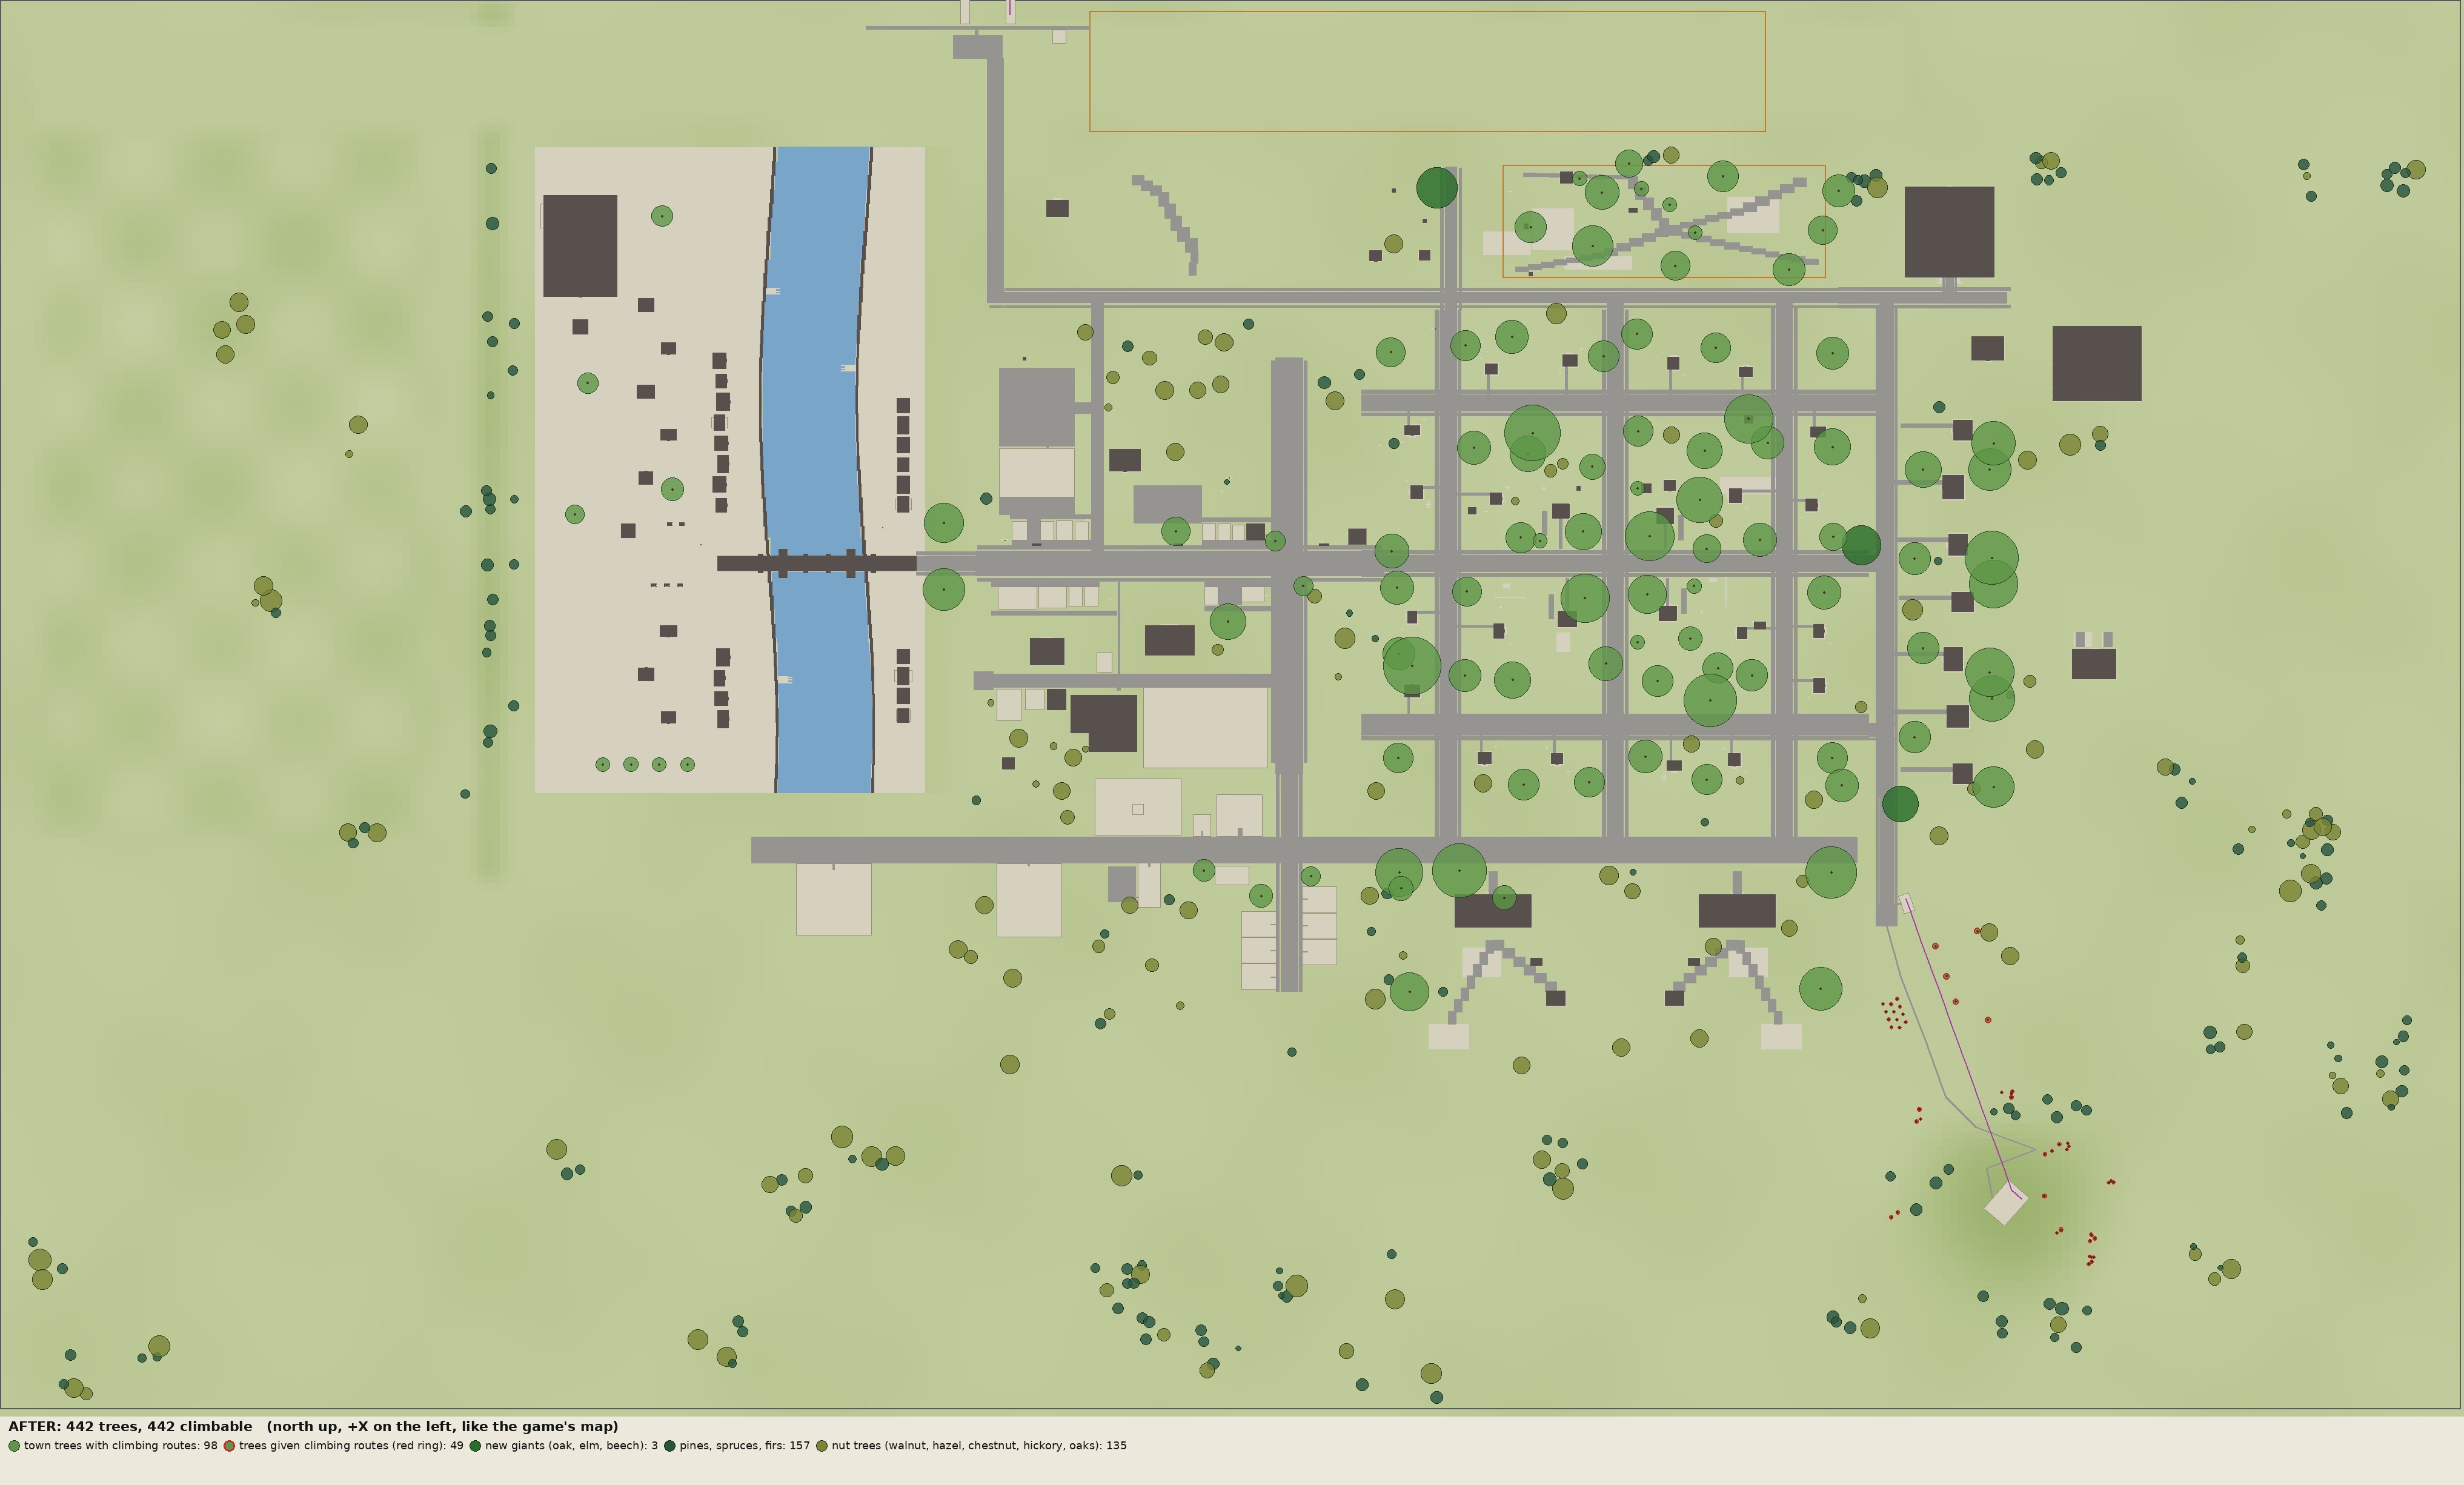 AFTER: 442 trees, 442 climbable (north up, +X on the left, like the game's map)
town trees with climbing routes: 98 trees given climbing routes (red ring): 49 new giants (oak, elm, beech): 3 pines, spruces, firs: 157 nut trees (walnut, hazel, chestnut, hickory, oaks): 135